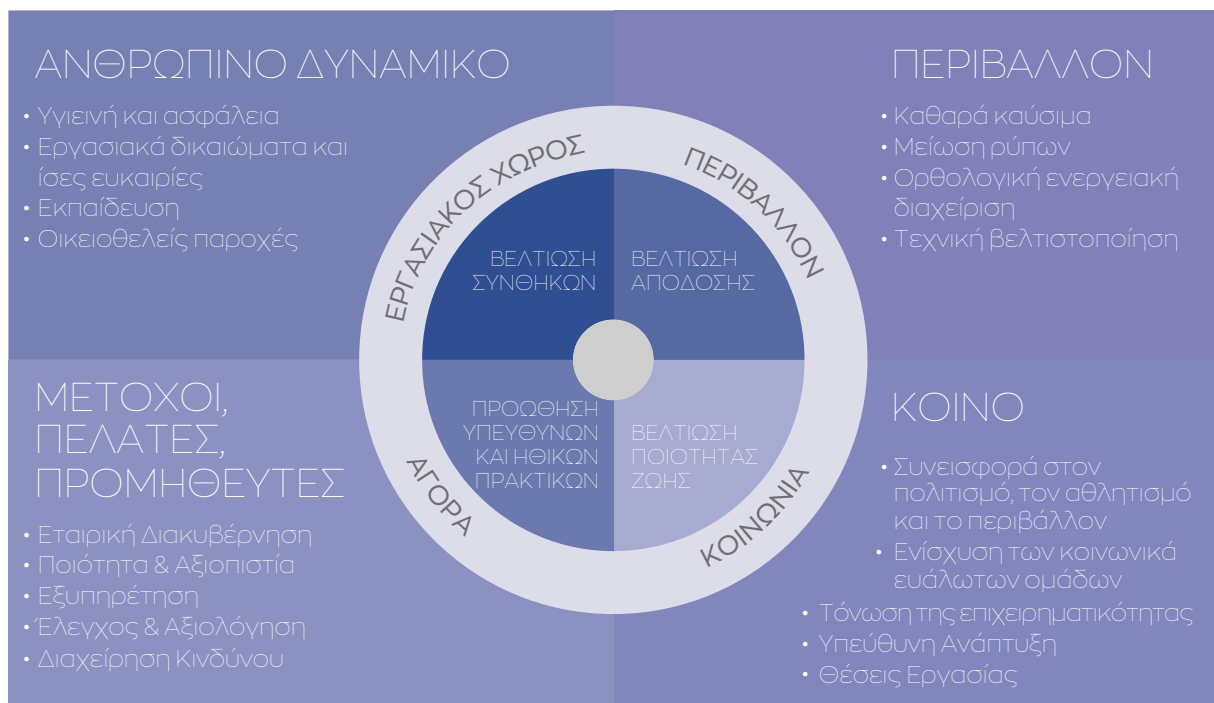 ΑΝΘΡΩΠΙΝΟ ΔΥΝΑΜΙΚΟ
• Υγιεινή και ασφάλεια
• Εργασιακά δικαιώματα και
ίσες ευκαιρίες
• Εκπαίδευση
• Οικειοθελείς παροχές
ΠΕΡΙΒΑΛΛΟΝ
• Καθαρά καύσιμα
• Μείωση ρύπων
• Ορθολογική ενεργειακή
διαχείριση
• Τεχνική βελτιστοποίηση
ΕΡΓΑΣΙΑΚΟΣ ΧΩΡΟΣ
ΠΕΡΙΒΑΛΛΟΝ
ΒΕΛΤΙΩΣΗ
ΣΥΝΘΗΚΩΝ
ΒΕΛΤΙΩΣΗ
ΑΠΟΔΟΣΗΣ
ΠΡΟΩΘΗΣΗ
ΥΠΕΥΘΥΝΩΝ
ΚΑΙ ΗΘΙΚΩΝ
ΠΡΑΚΤΙΚΩΝ
ΒΕΛΤΙΩΣΗ
ΠΟΙΟΤΗΤΑΣ
ΖΩΗΣ
ΑΓΟΡΑ
ΚΟΙΝΩΝΙΑ
ΜΕΤΟΧΟΙ,
ΠΕΛΑΤΕΣ,
ΠΡΟΜΗΘΕΥΤΕΣ
• Εταιρική Διακυβέρνηση
• Ποιότητα & Αξιοπιστία
• Εξυπηρέτηση
• Έλεγχος & Αξιολόγηση
• Διαχείρηση Κινδύνου
ΚΟΙΝΟ
• Συνεισφορά στον
πολιτισμό, τον αθλητισμό
και το περιβάλλον
• Ενίσχυση των κοινωνικά
ευάλωτων ομάδων
• Τόνωση της επιχειρηματικότητας
• Υπεύθυνη Ανάπτυξη
• Θέσεις Εργασίας